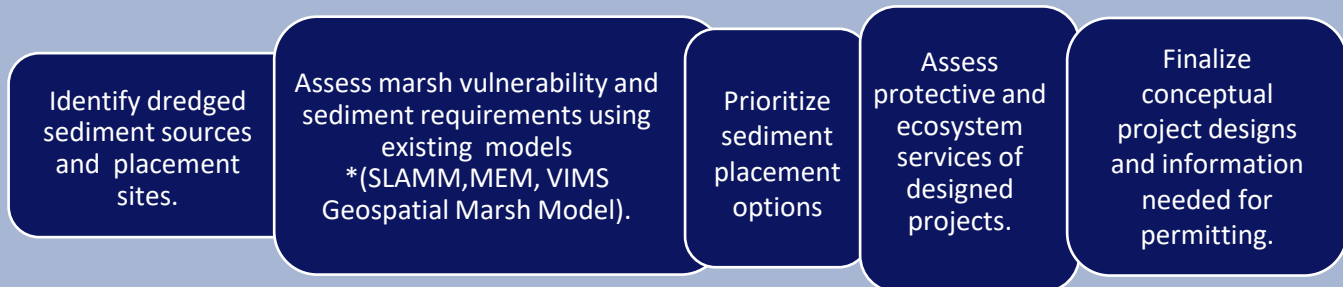 Identify dredged
sediment sources
and placement
sites.
Assess marsh vulnerability and
sediment requirements using
existing models
*(SLAMM,MEM, VIMS
Geospatial Marsh Model).
Prioritize
sediment
placement
options
Assess
protective and
ecosystem
services of
designed
projects.
Finalize
conceptual
project designs
and information
needed for
permitting.